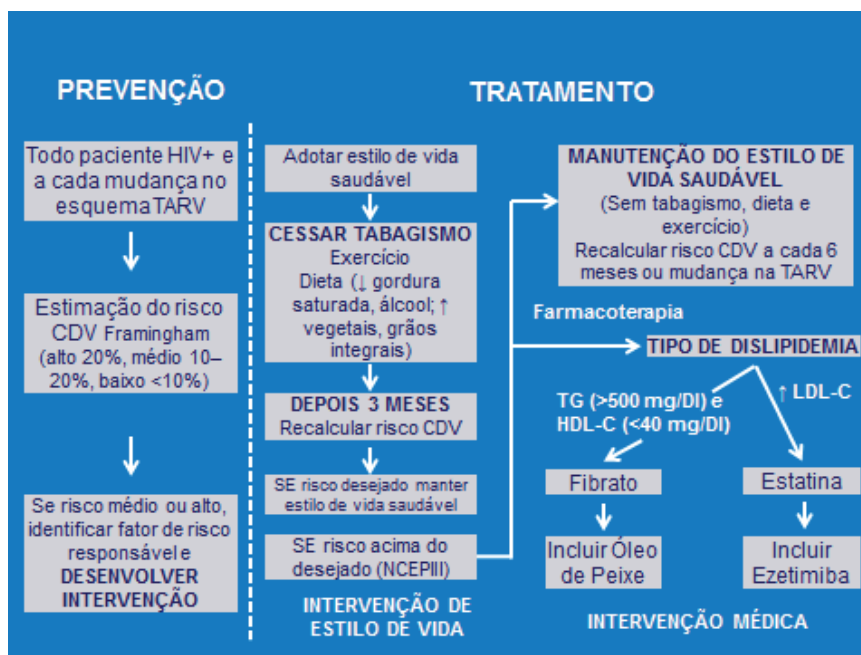 PREVENÇÃO
Todo paciente HIV+ e
a cada mudança no
esquema TARV
Estimação do risco
CDV Framingham
(alto 20%, médio 10–
20%, baixo <10%)
Se risco médio ou alto,
identificar fator de risco
responsável e
DESENVOLVER
INTERVENÇÃO
TRATAMENTO
Adotar estilo de vida
saudável
CESSAR TABAGISMO
Exercício
Dieta (↓ gordura
saturada, álcool; ↑
vegetais, grãos
integrais)
DEPOIS 3 MESES
Recalcular risco CDV
SE risco desejado manter
estilo de vida saudável
SE risco acima do
desejado (NCEPIII)
INTERVENÇÃO DE
ESTILO DE VIDA
MANUTENÇÃO DO ESTILO DE
VIDA SAUDÁVEL
(Sem tabagismo, dieta e
exercício)
Recalcular risco CDV a cada 6
meses ou mudança na TARV
Farmacoterapia
TIPO DE DISLIPIDEMIA
TG (>500 mg/Dl) e
HDL-C (<40 mg/Dl)
↑ LDL-C
Fibrato
Estatina
Incluir Óleo
de Peixe
Incluir
Ezetimiba
INTERVENÇÃO MÉDICA